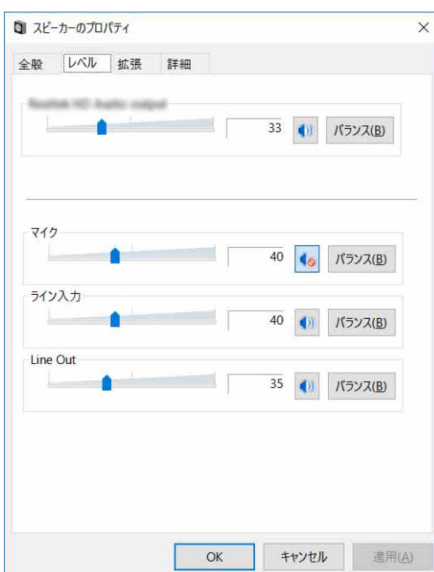 スピーカーのプロパティ
全般 レベル 拡張 詳細
33 バランス(B)
マイク
40 バランス(B)
ライン入力
40 バランス(B)
Line Out
35 バランス(B)
OK キャンセル 適用(A)